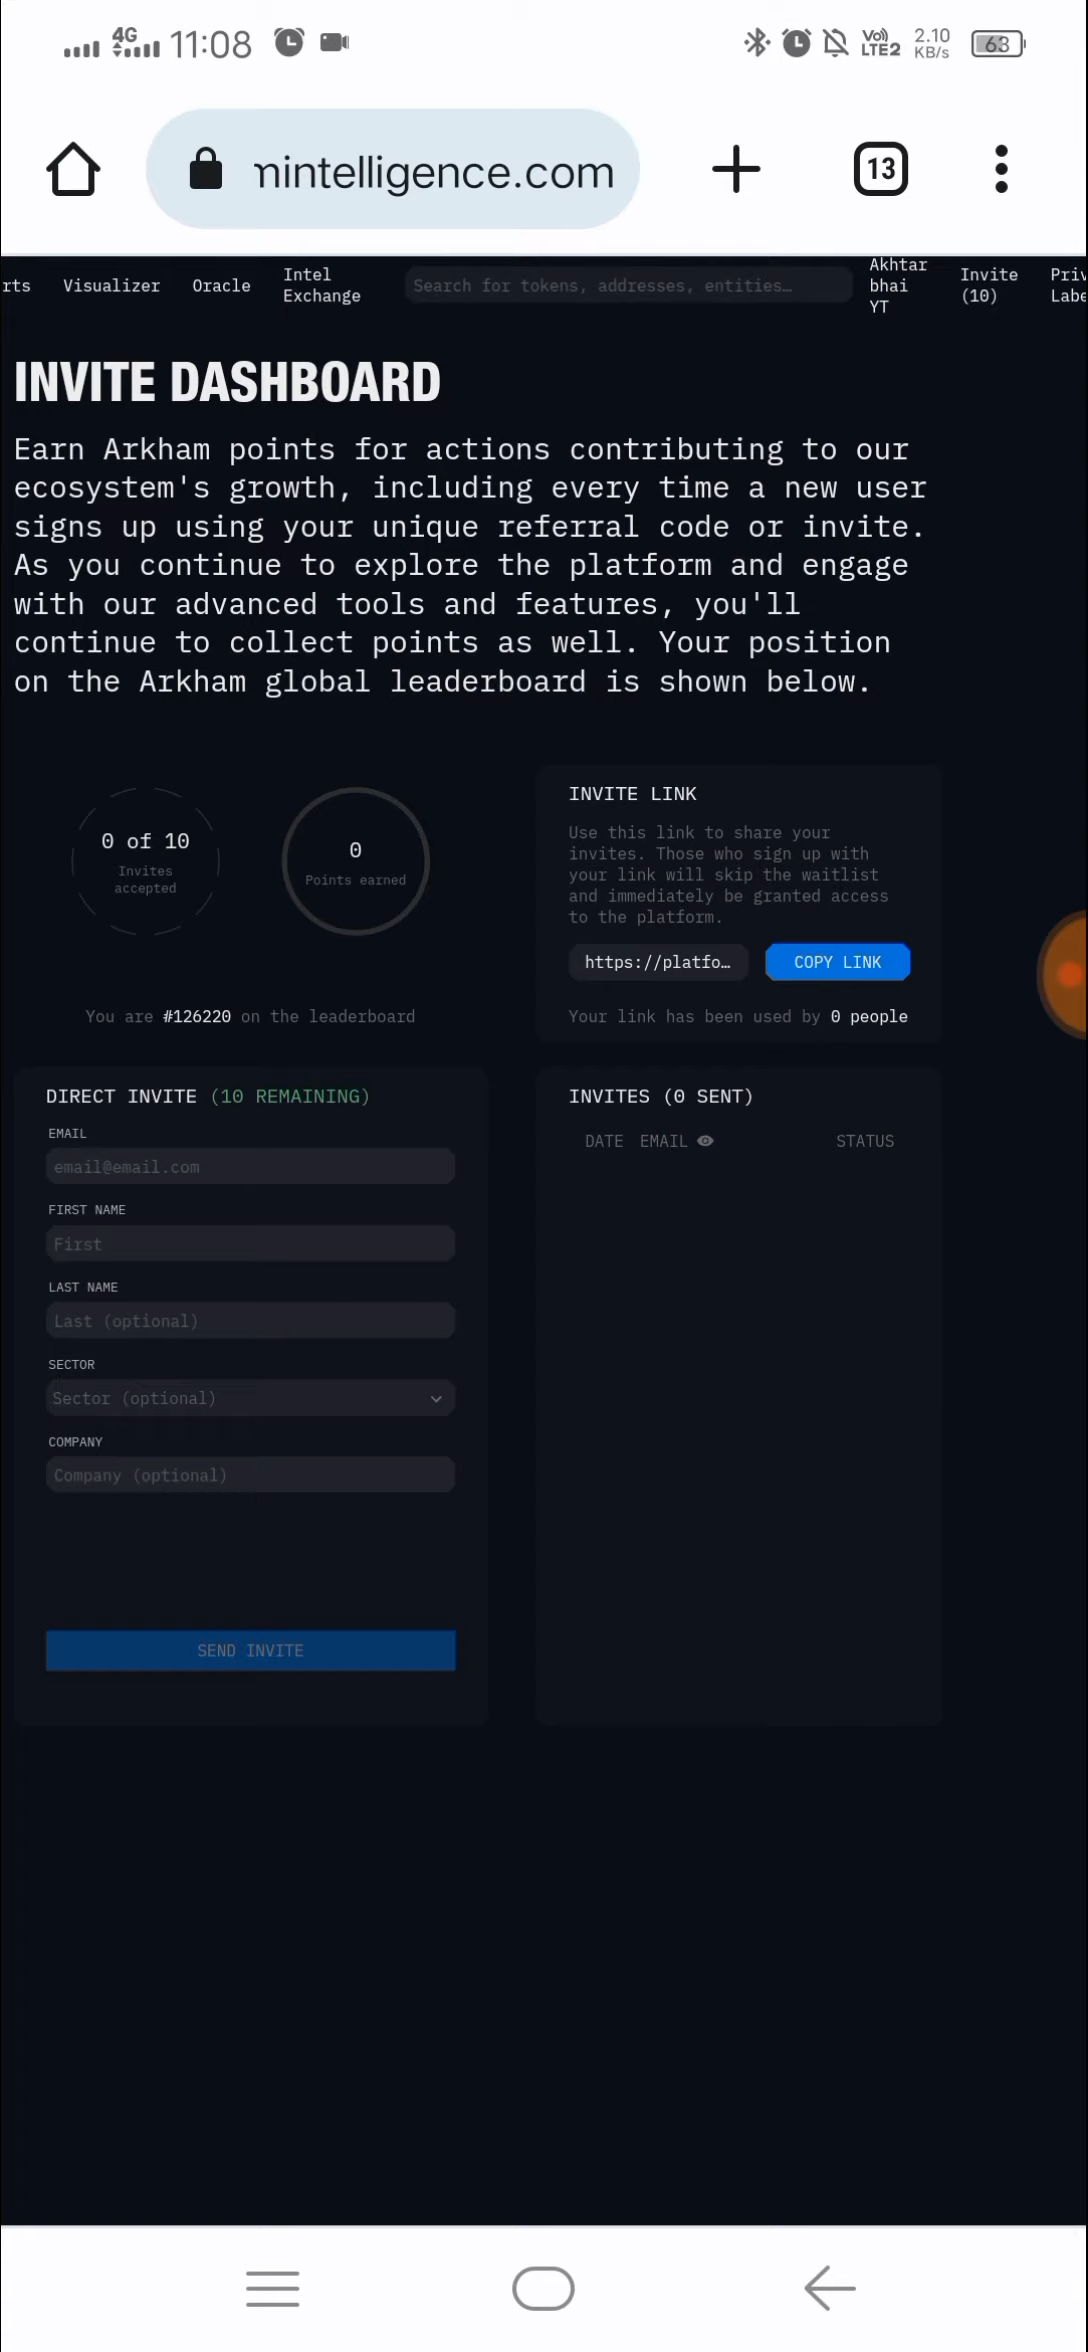 4G 11:08 Vo) LTE2 2.10 KB/s 63
mintelligence.com 13
rts Visualizer Oracle Intel Exchange Search for tokens, addresses, entities… Akhtar bhai YT Invite (10) Priv Labe
INVITE DASHBOARD
Earn Arkham points for actions contributing to our
ecosystem's growth, including every time a new user
signs up using your unique referral code or invite.
As you continue to explore the platform and engage
with our advanced tools and features, you'll
continue to collect points as well. Your position
on the Arkham global leaderboard is shown below.
0 of 10
Invites
accepted
0
Points earned
You are #126220 on the leaderboard
INVITE LINK
Use this link to share your
invites. Those who sign up with
your link will skip the waitlist
and immediately be granted access
to the platform.
https://platfo… COPY LINK
Your link has been used by 0 people
DIRECT INVITE (10 REMAINING)
EMAIL
email@email.com
FIRST NAME
First
LAST NAME
Last (optional)
SECTOR
Sector (optional)
COMPANY
Company (optional)
SEND INVITE
INVITES (0 SENT)
DATE EMAIL STATUS